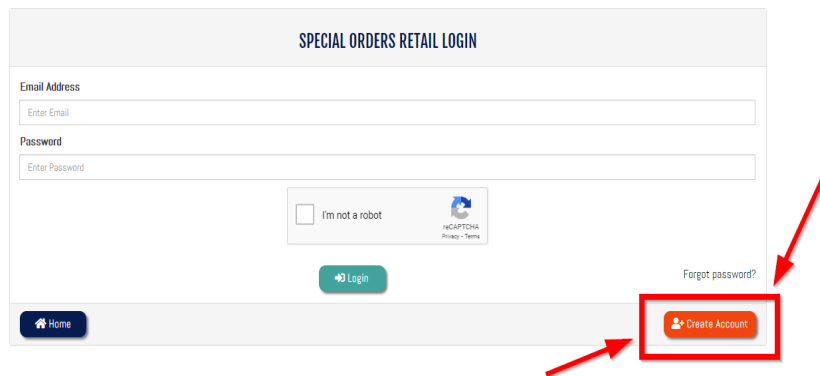 SPECIAL ORDERS RETAIL LOGIN
Email Address
Enter Email
Password
Enter Password
I'm not a robot
reCAPTCHA
Privacy - Terms
Login
Forgot password?
Home
Create Account